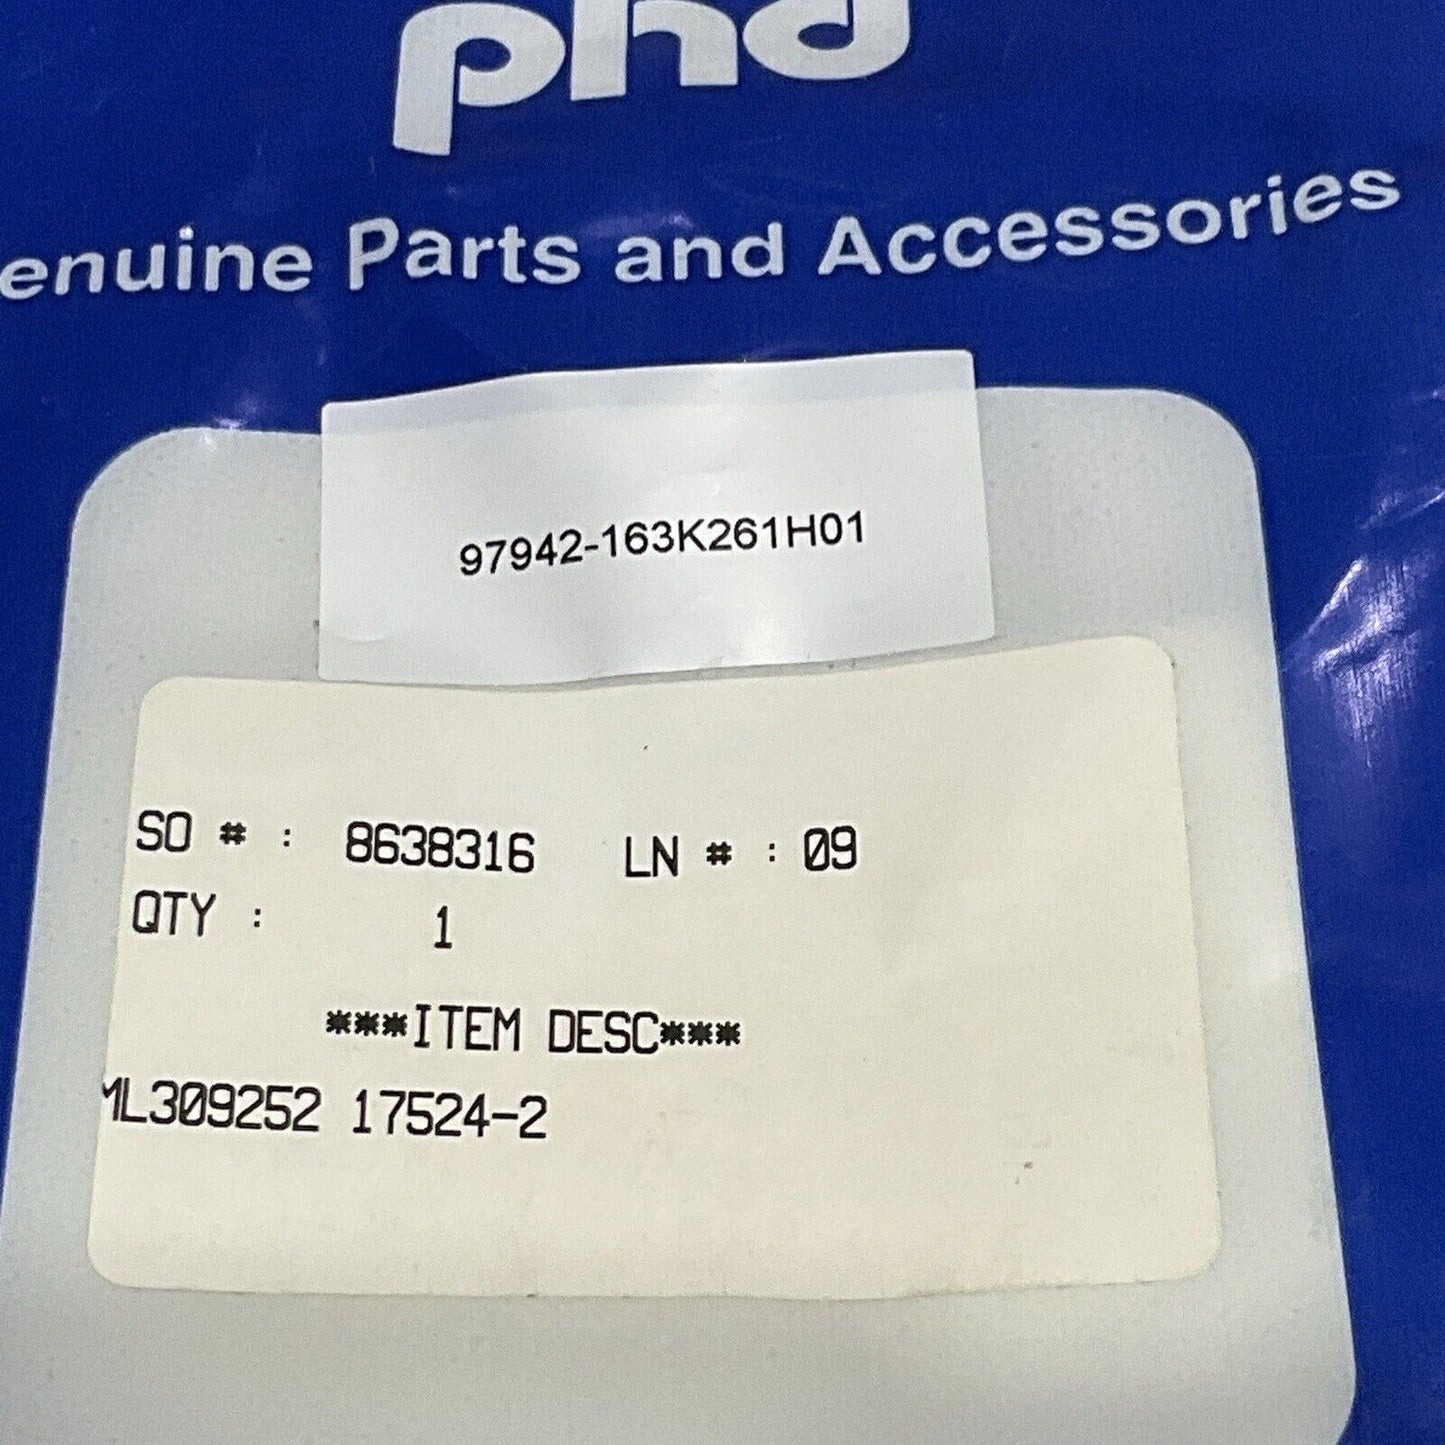 phd
enuine Parts and Accessories
97942-163K261H01
SO # : 8638316 LN # : 09
QTY : 1
***ITEM DESC***
ML309252 17524-2